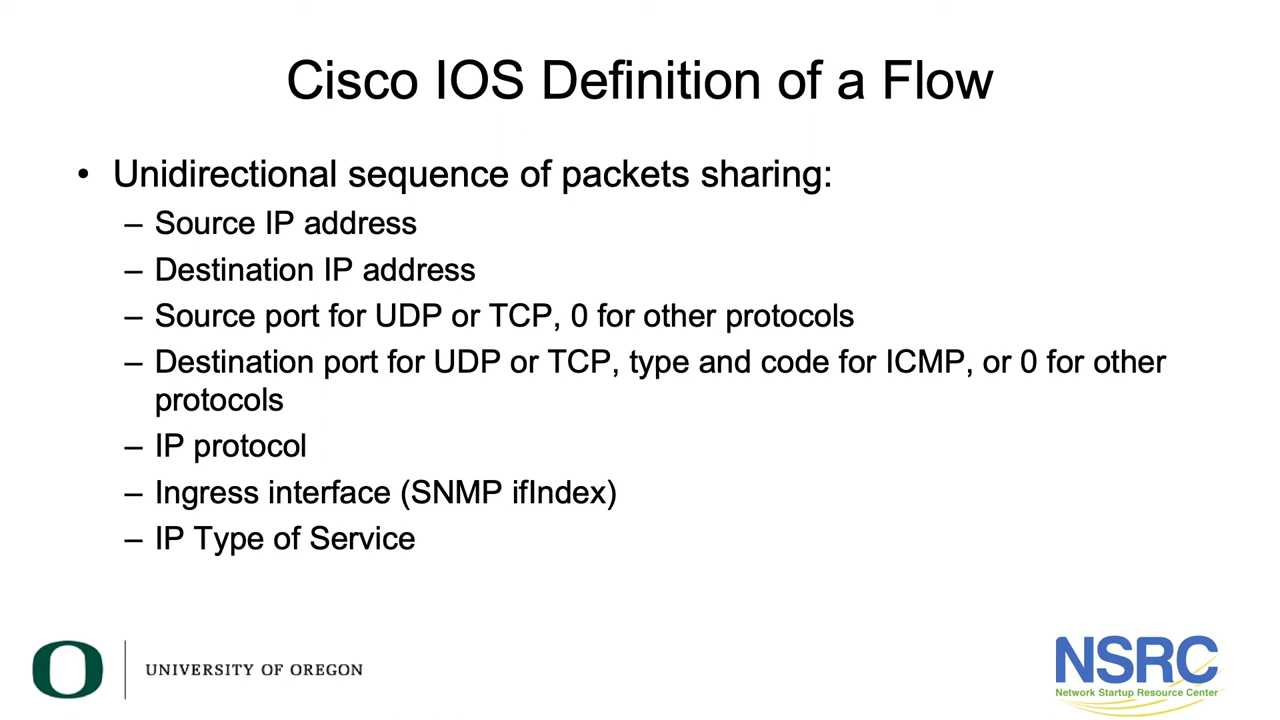 Cisco IOS Definition of a Flow
• Unidirectional sequence of packets sharing:
– Source IP address
– Destination IP address
– Source port for UDP or TCP, 0 for other protocols
– Destination port for UDP or TCP, type and code for ICMP, or 0 for other
protocols
– IP protocol
– Ingress interface (SNMP ifIndex)
– IP Type of Service
O
UNIVERSITY OF OREGON
NSRC
Network Startup Resource Center